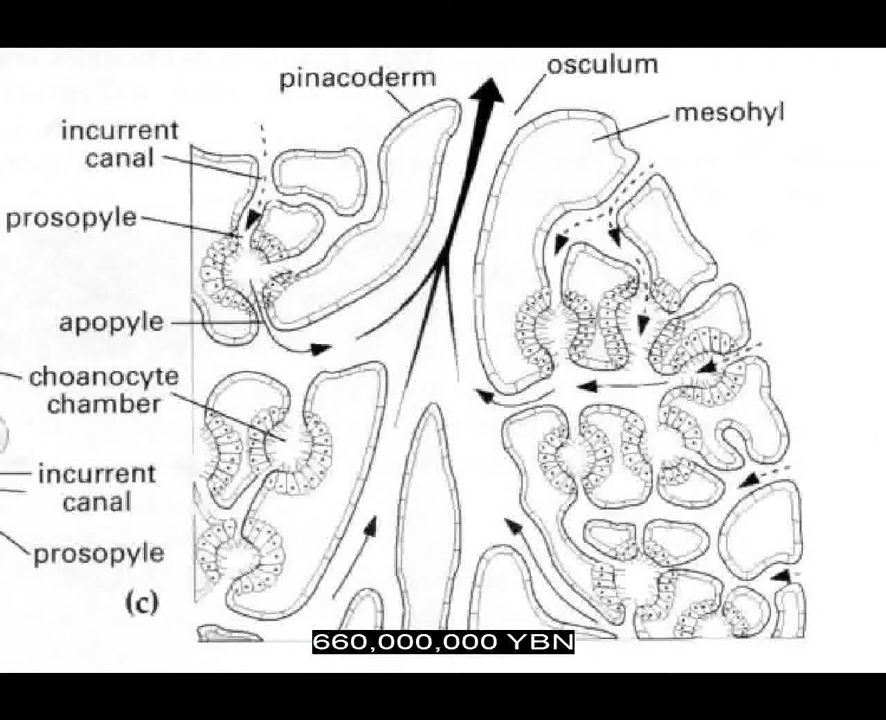 pinacoderm
osculum
mesohyl
incurrent
canal
prosopyle
apopyle
choanocyte
chamber
incurrent
canal
prosopyle
(c)
660,000,000 YBN